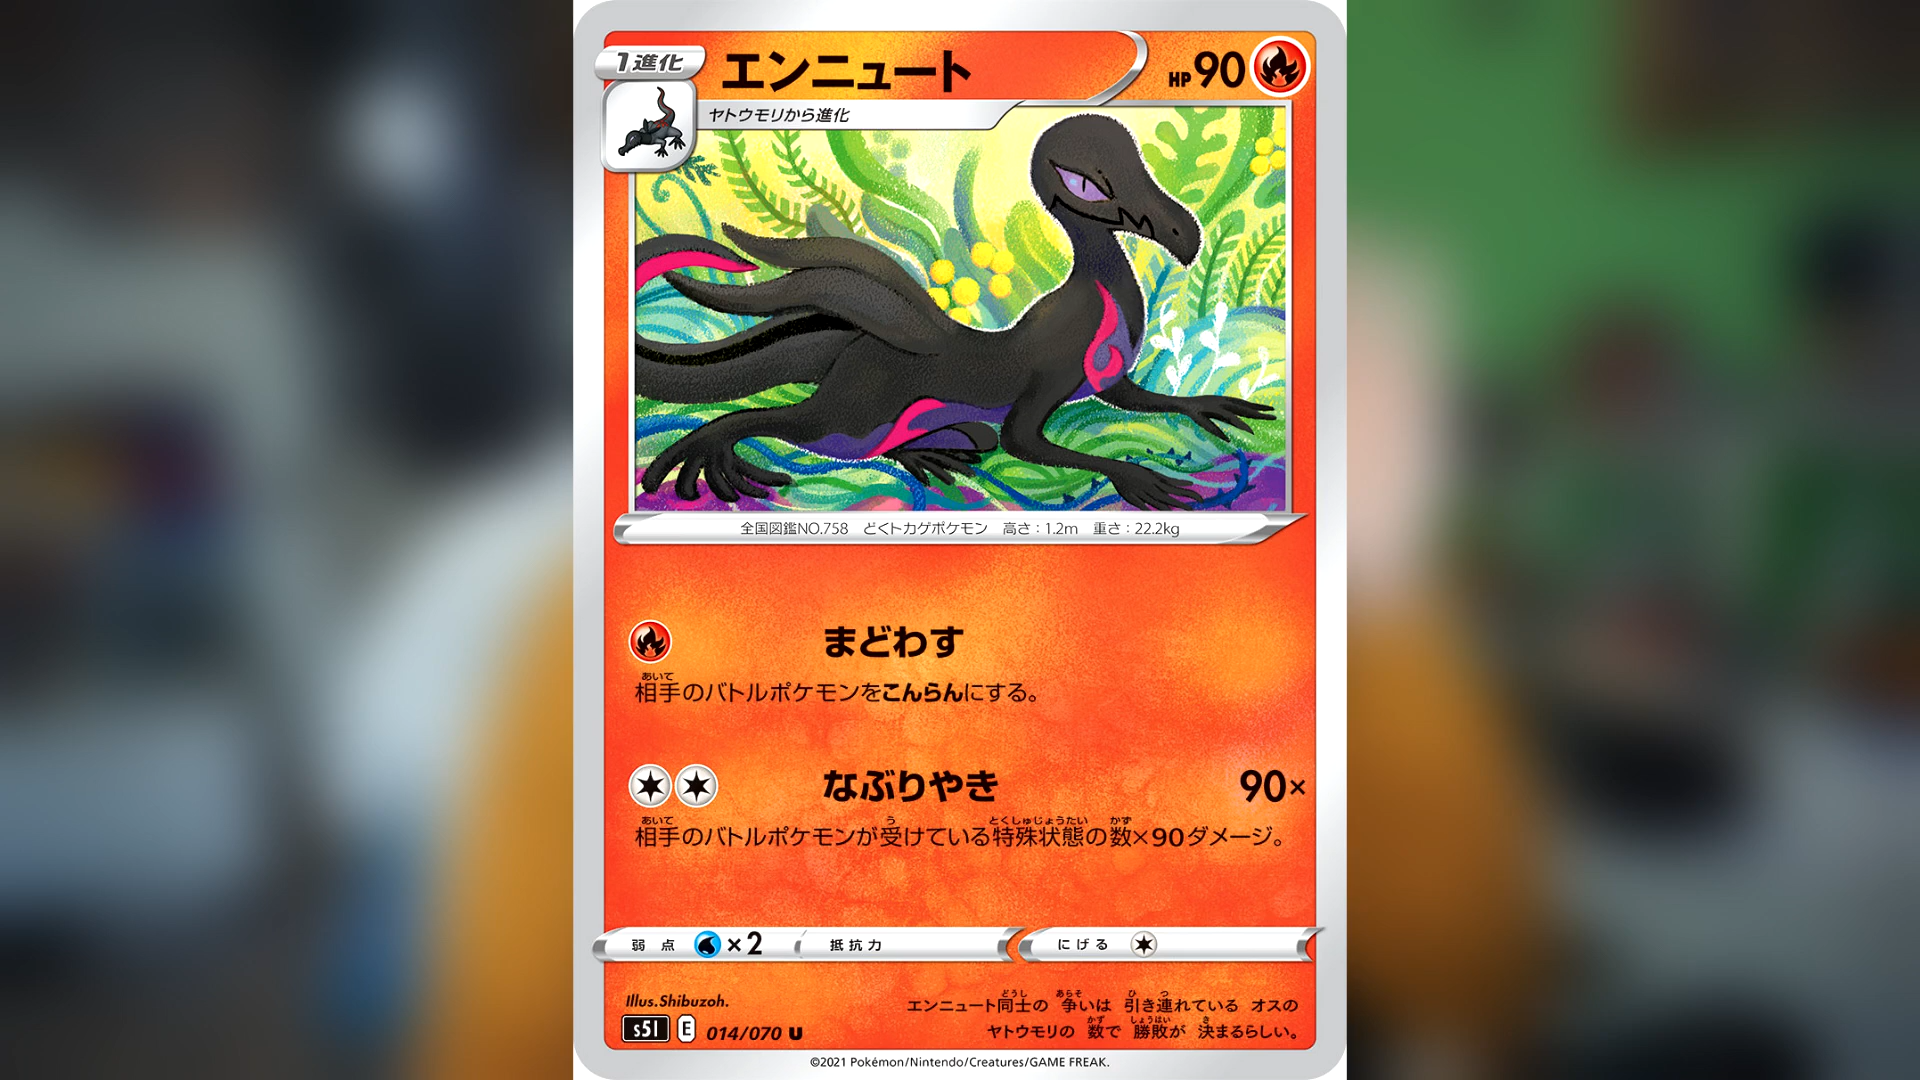 1進化
エンニュート
HP90
ヤトウモリから進化
全国図鑑NO.758 どくトカゲポケモン 高さ：1.2m 重さ：22.2kg
まどわす
あいて
相手のバトルポケモンをこんらんにする。
なぶりやき 90×
あいて う とくしゅじょうたい かず
相手のバトルポケモンが受けている特殊状態の数×90ダメージ。
弱点 ×2 抵抗力 にげる
Illus.Shibuzoh.
どうし あらそ ひ つ
エンニュート同士の 争いは 引き連れている オスの
かず しょうはい き
ヤトウモリの 数で 勝敗が 決まるらしい。
s5I E 014/070 U
©2021 Pokémon/Nintendo/Creatures/GAME FREAK.